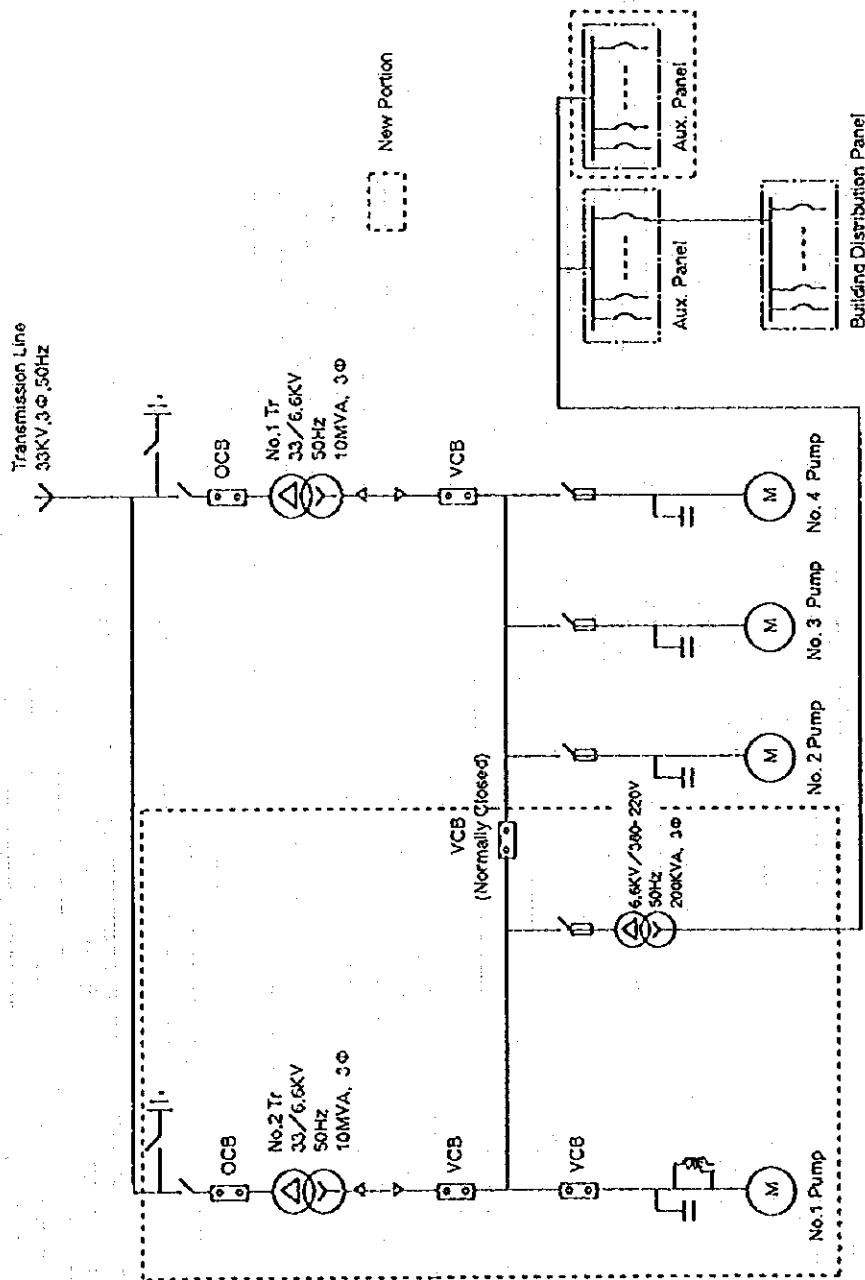 Transmission Line
33KV,3Φ,50Hz
New Portion
OCB
No.1 Tr
33/6.6KV
50Hz
10MVA, 3Φ
VCB
OCB
No.2 Tr
33/6.6KV
50Hz
10MVA, 3Φ
VCB
VCB
(Normally Closed)
VCB
6.6KV/380-220V
50Hz
200KVA, 3Φ
M
No.1 Pump
M
No. 2 Pump
M
No. 3 Pump
M
No. 4 Pump
Aux. Panel
Aux. Panel
Building Distribution Panel